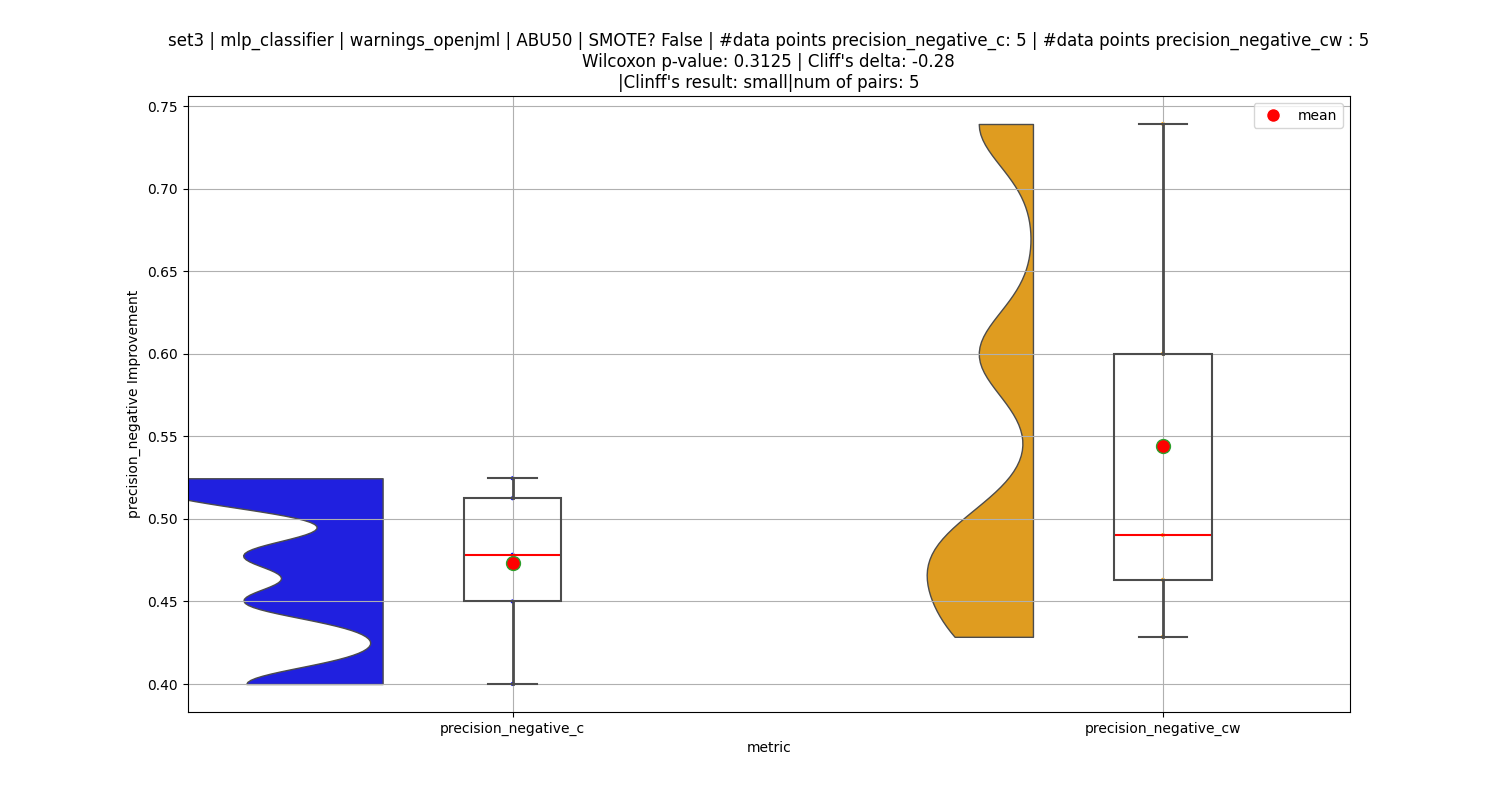 set3 | mlp_classifier | warnings_openjml | ABU50 | SMOTE? False | #data points precision_negative_c: 5 | #data points precision_negative_cw : 5
Wilcoxon p-value: 0.3125 | Cliff's delta: -0.28
|Clinff's result: small|num of pairs: 5
mean
precision_negative Improvement
0.75
0.70
0.65
0.60
0.55
0.50
0.45
0.40
precision_negative_c
precision_negative_cw
metric